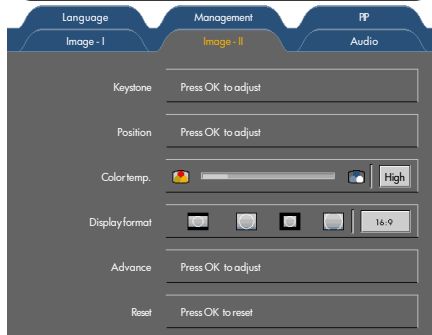 Language Management PIP
Image - I Image - II Audio
Keystone Press OK to adjust
Position Press OK to adjust
Color temp. High
Display format 16:9
Advance Press OK to adjust
Reset Press OK to reset